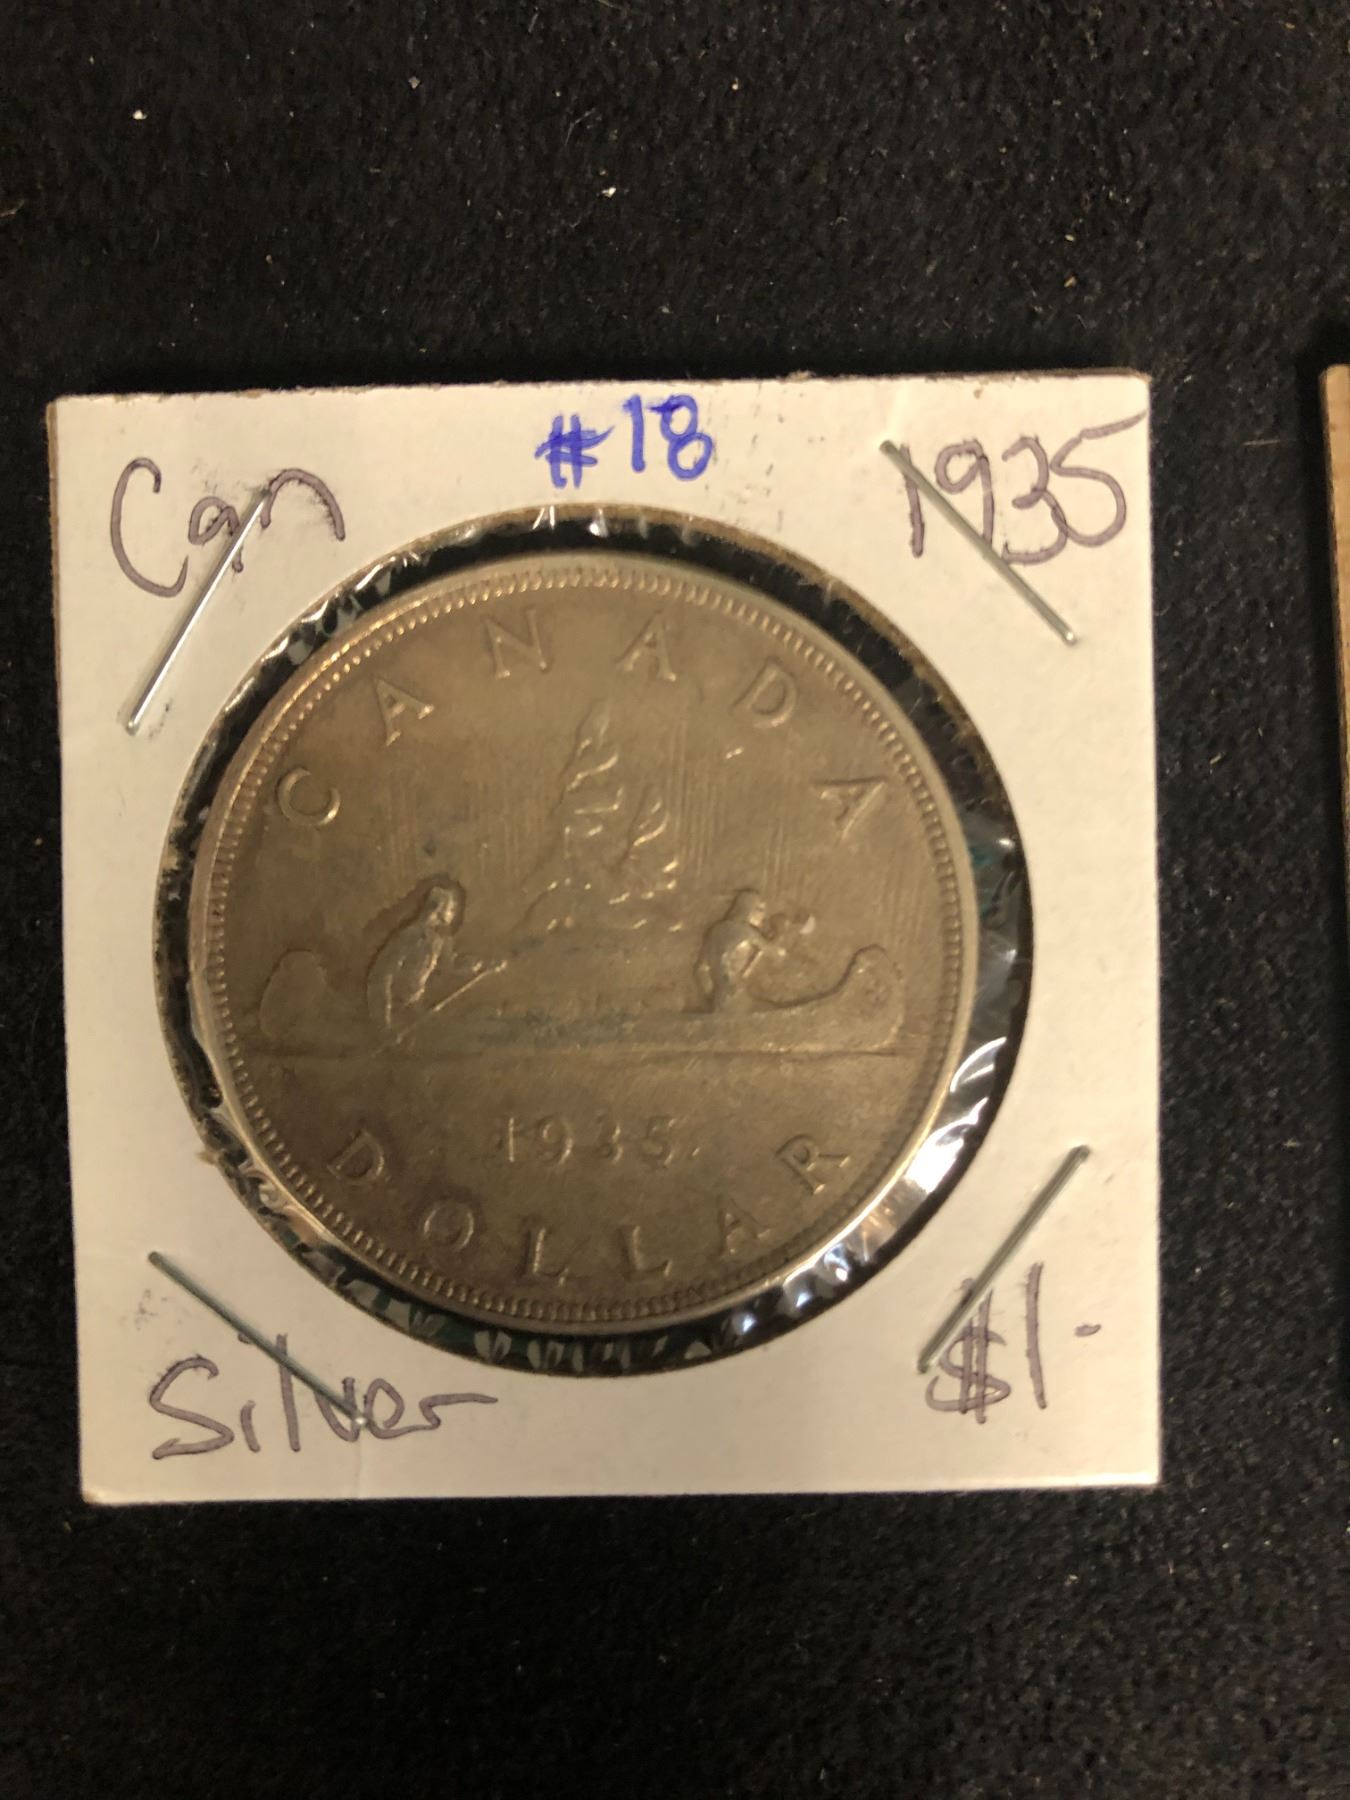 #18
Can 1935
CANADA
1935
DOLLAR
Silver $1.